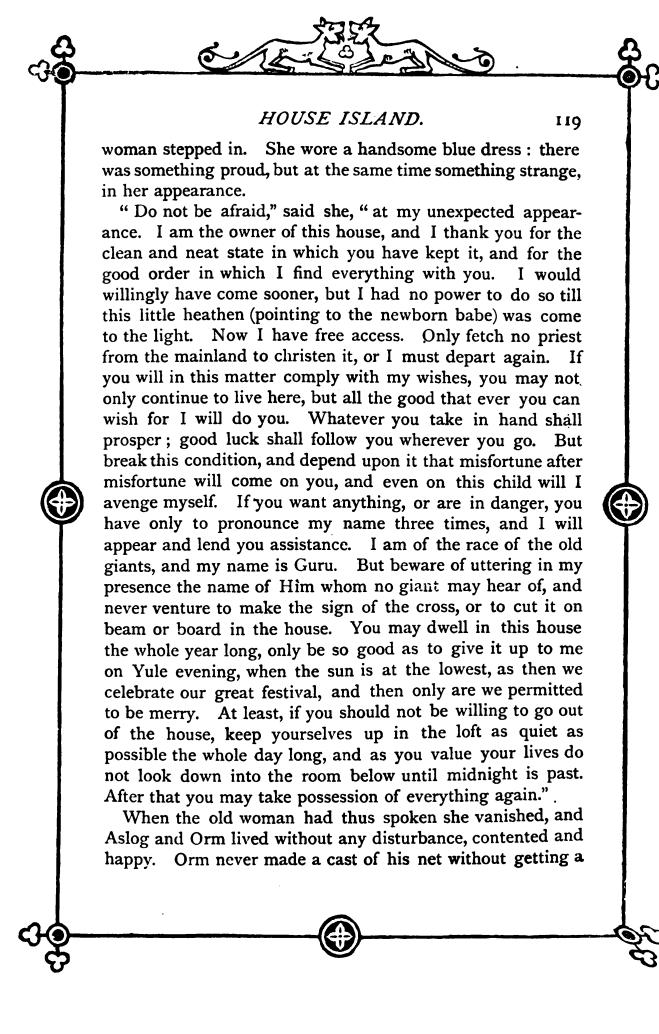 HOUSE ISLAND. 119
woman stepped in. She wore a handsome blue dress : there
was something proud, but at the same time something strange,
in her appearance.
“ Do not be afraid,” said she, “ at my unexpected appear-
ance. I am the owner of this house, and I thank you for the
clean and neat state in which you have kept it, and for the
good order in which I find everything with you. I would
willingly have come sooner, but I had no power to do so till
this little heathen (pointing to the newborn babe) was come
to the light. Now I have free access. Only fetch no priest
from the mainland to christen it, or I must depart again. If
you will in this matter comply with my wishes, you may not
only continue to live here, but all the good that ever you can
wish for I will do you. Whatever you take in hand shall
prosper ; good luck shall follow you wherever you go. But
break this condition, and depend upon it that misfortune after
misfortune will come on you, and even on this child will I
avenge myself. If you want anything, or are in danger, you
have only to pronounce my name three times, and I will
appear and lend you assistance. I am of the race of the old
giants, and my name is Guru. But beware of uttering in my
presence the name of Him whom no giant may hear of, and
never venture to make the sign of the cross, or to cut it on
beam or board in the house. You may dwell in this house
the whole year long, only be so good as to give it up to me
on Yule evening, when the sun is at the lowest, as then we
celebrate our great festival, and then only are we permitted
to be merry. At least, if you should not be willing to go out
of the house, keep yourselves up in the loft as quiet as
possible the whole day long, and as you value your lives do
not look down into the room below until midnight is past.
After that you may take possession of everything again.”
When the old woman had thus spoken she vanished, and
Aslog and Orm lived without any disturbance, contented and
happy. Orm never made a cast of his net without getting a